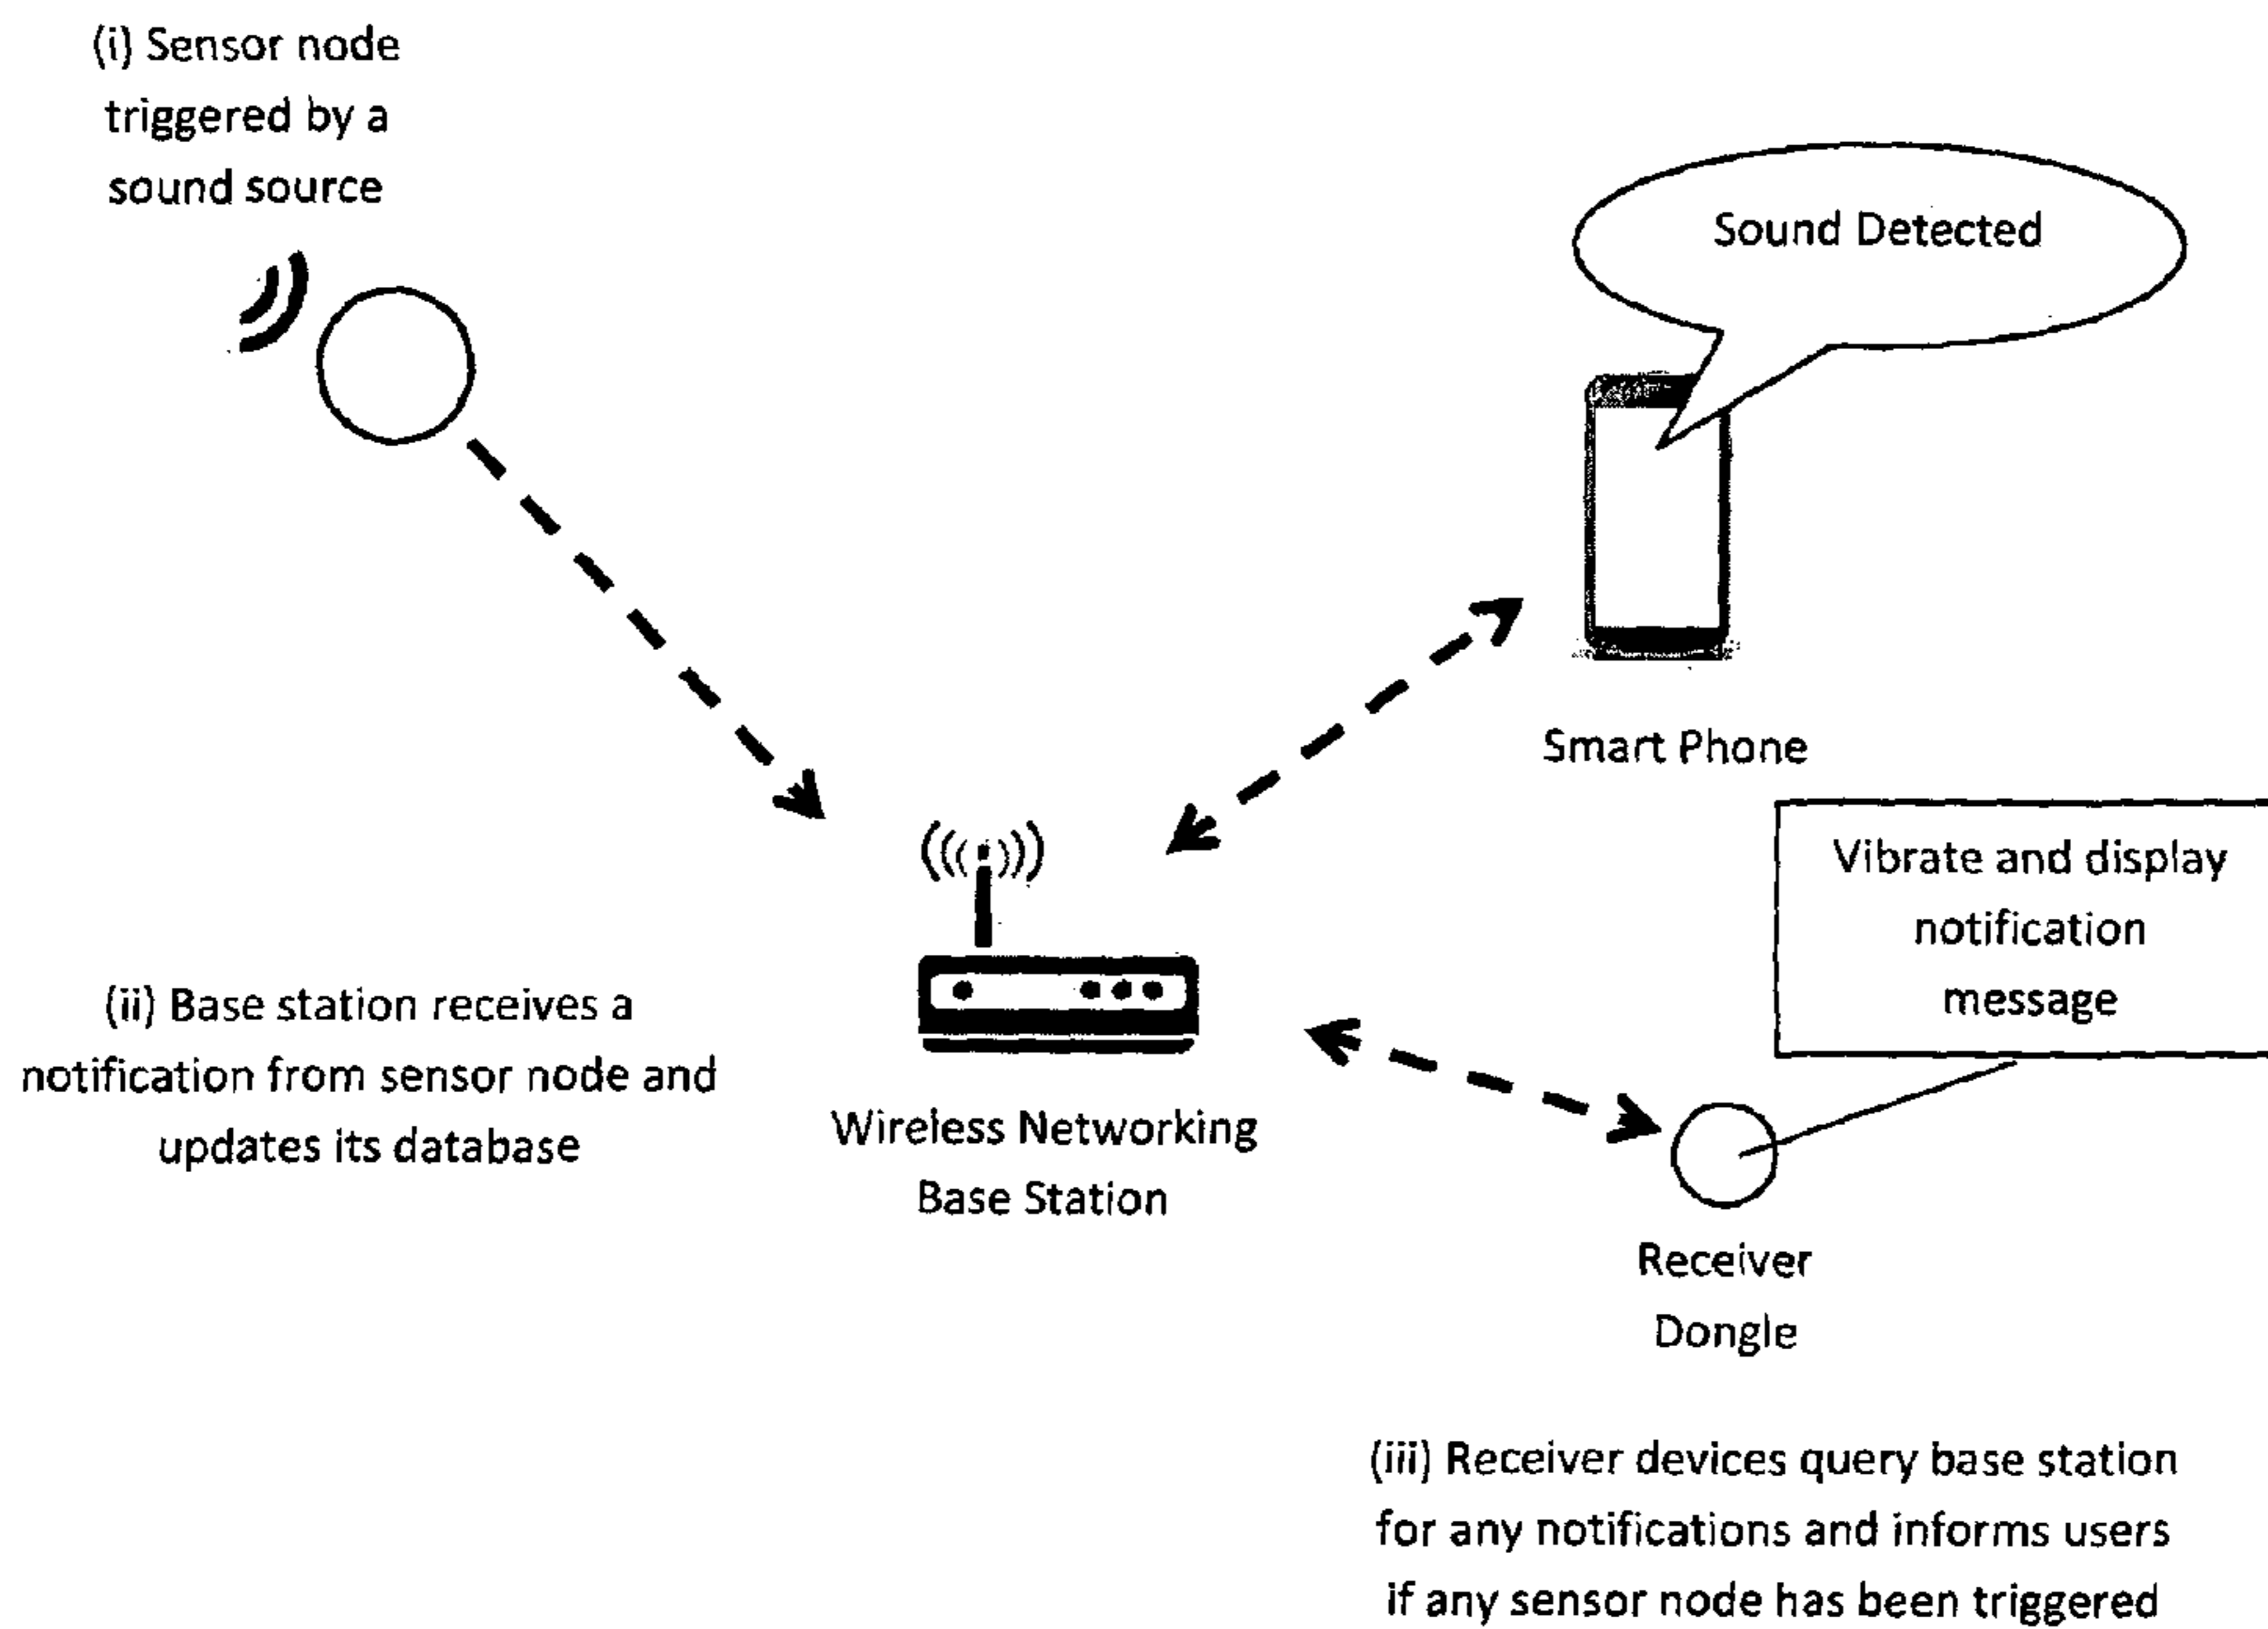 (i) Sensor node
triggered by a
sound source
Sound Detected
Smart Phone
Vibrate and display
notification
message
(ii) Base station receives a
notification from sensor node and
updates its database
Wireless Networking
Base Station
Receiver
Dongle
(iii) Receiver devices query base station
for any notifications and informs users
if any sensor node has been triggered